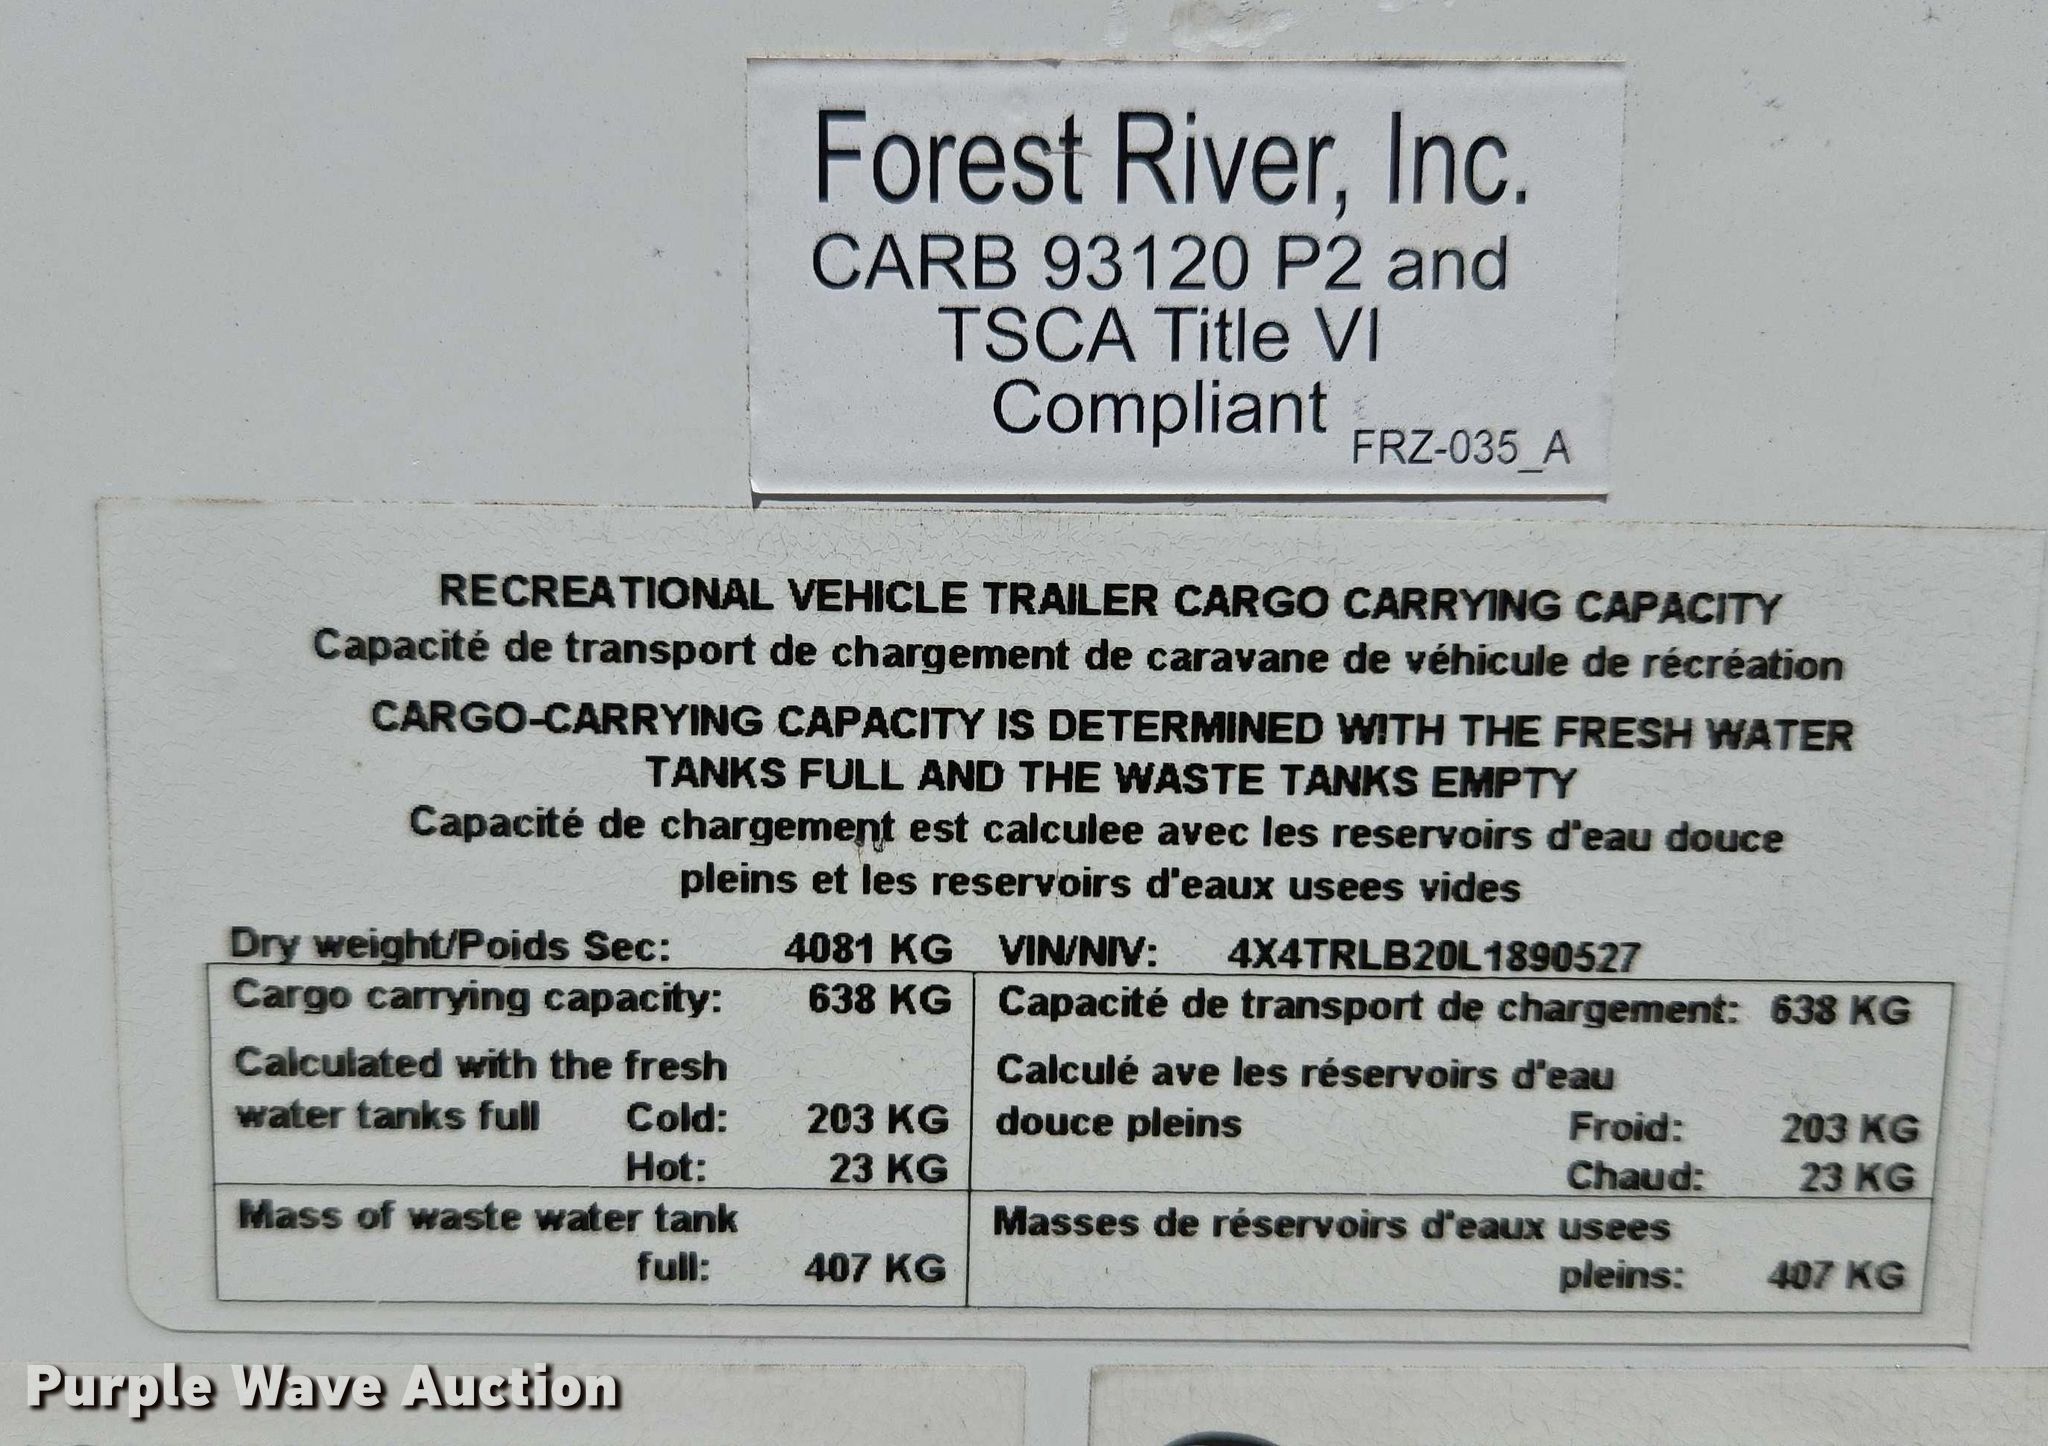 Forest River, Inc.
CARB 93120 P2 and
TSCA Title VI
Compliant FRZ-035_A
RECREATIONAL VEHICLE TRAILER CARGO CARRYING CAPACITY
Capacité de transport de chargement de caravane de véhicule de récréation
CARGO-CARRYING CAPACITY IS DETERMINED WITH THE FRESH WATER
TANKS FULL AND THE WASTE TANKS EMPTY
Capacité de chargement est calculee avec les reservoirs d'eau douce
pleins et les reservoirs d'eaux usees vides
Dry weight/Poids Sec: 4081 KG VIN/NIV: 4X4TRLB20L1890527
Cargo carrying capacity: 638 KG Capacité de transport de chargement: 638 KG
Calculated with the fresh Calculé ave les réservoirs d'eau
water tanks full Cold: 203 KG douce pleins Froid: 203 KG
Hot: 23 KG Chaud: 23 KG
Mass of waste water tank Masses de réservoirs d'eaux usees
full: 407 KG pleins: 407 KG
Purple Wave Auction